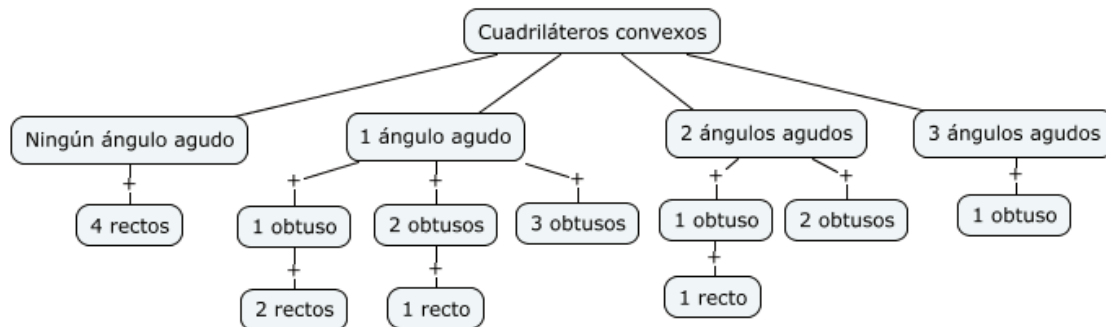 Cuadriláteros convexos
Ningún ángulo agudo
1 ángulo agudo
2 ángulos agudos
3 ángulos agudos
+
+
+
+
+
+
+
4 rectos
1 obtuso
2 obtusos
3 obtusos
1 obtuso
2 obtusos
1 obtuso
+
+
+
2 rectos
1 recto
1 recto